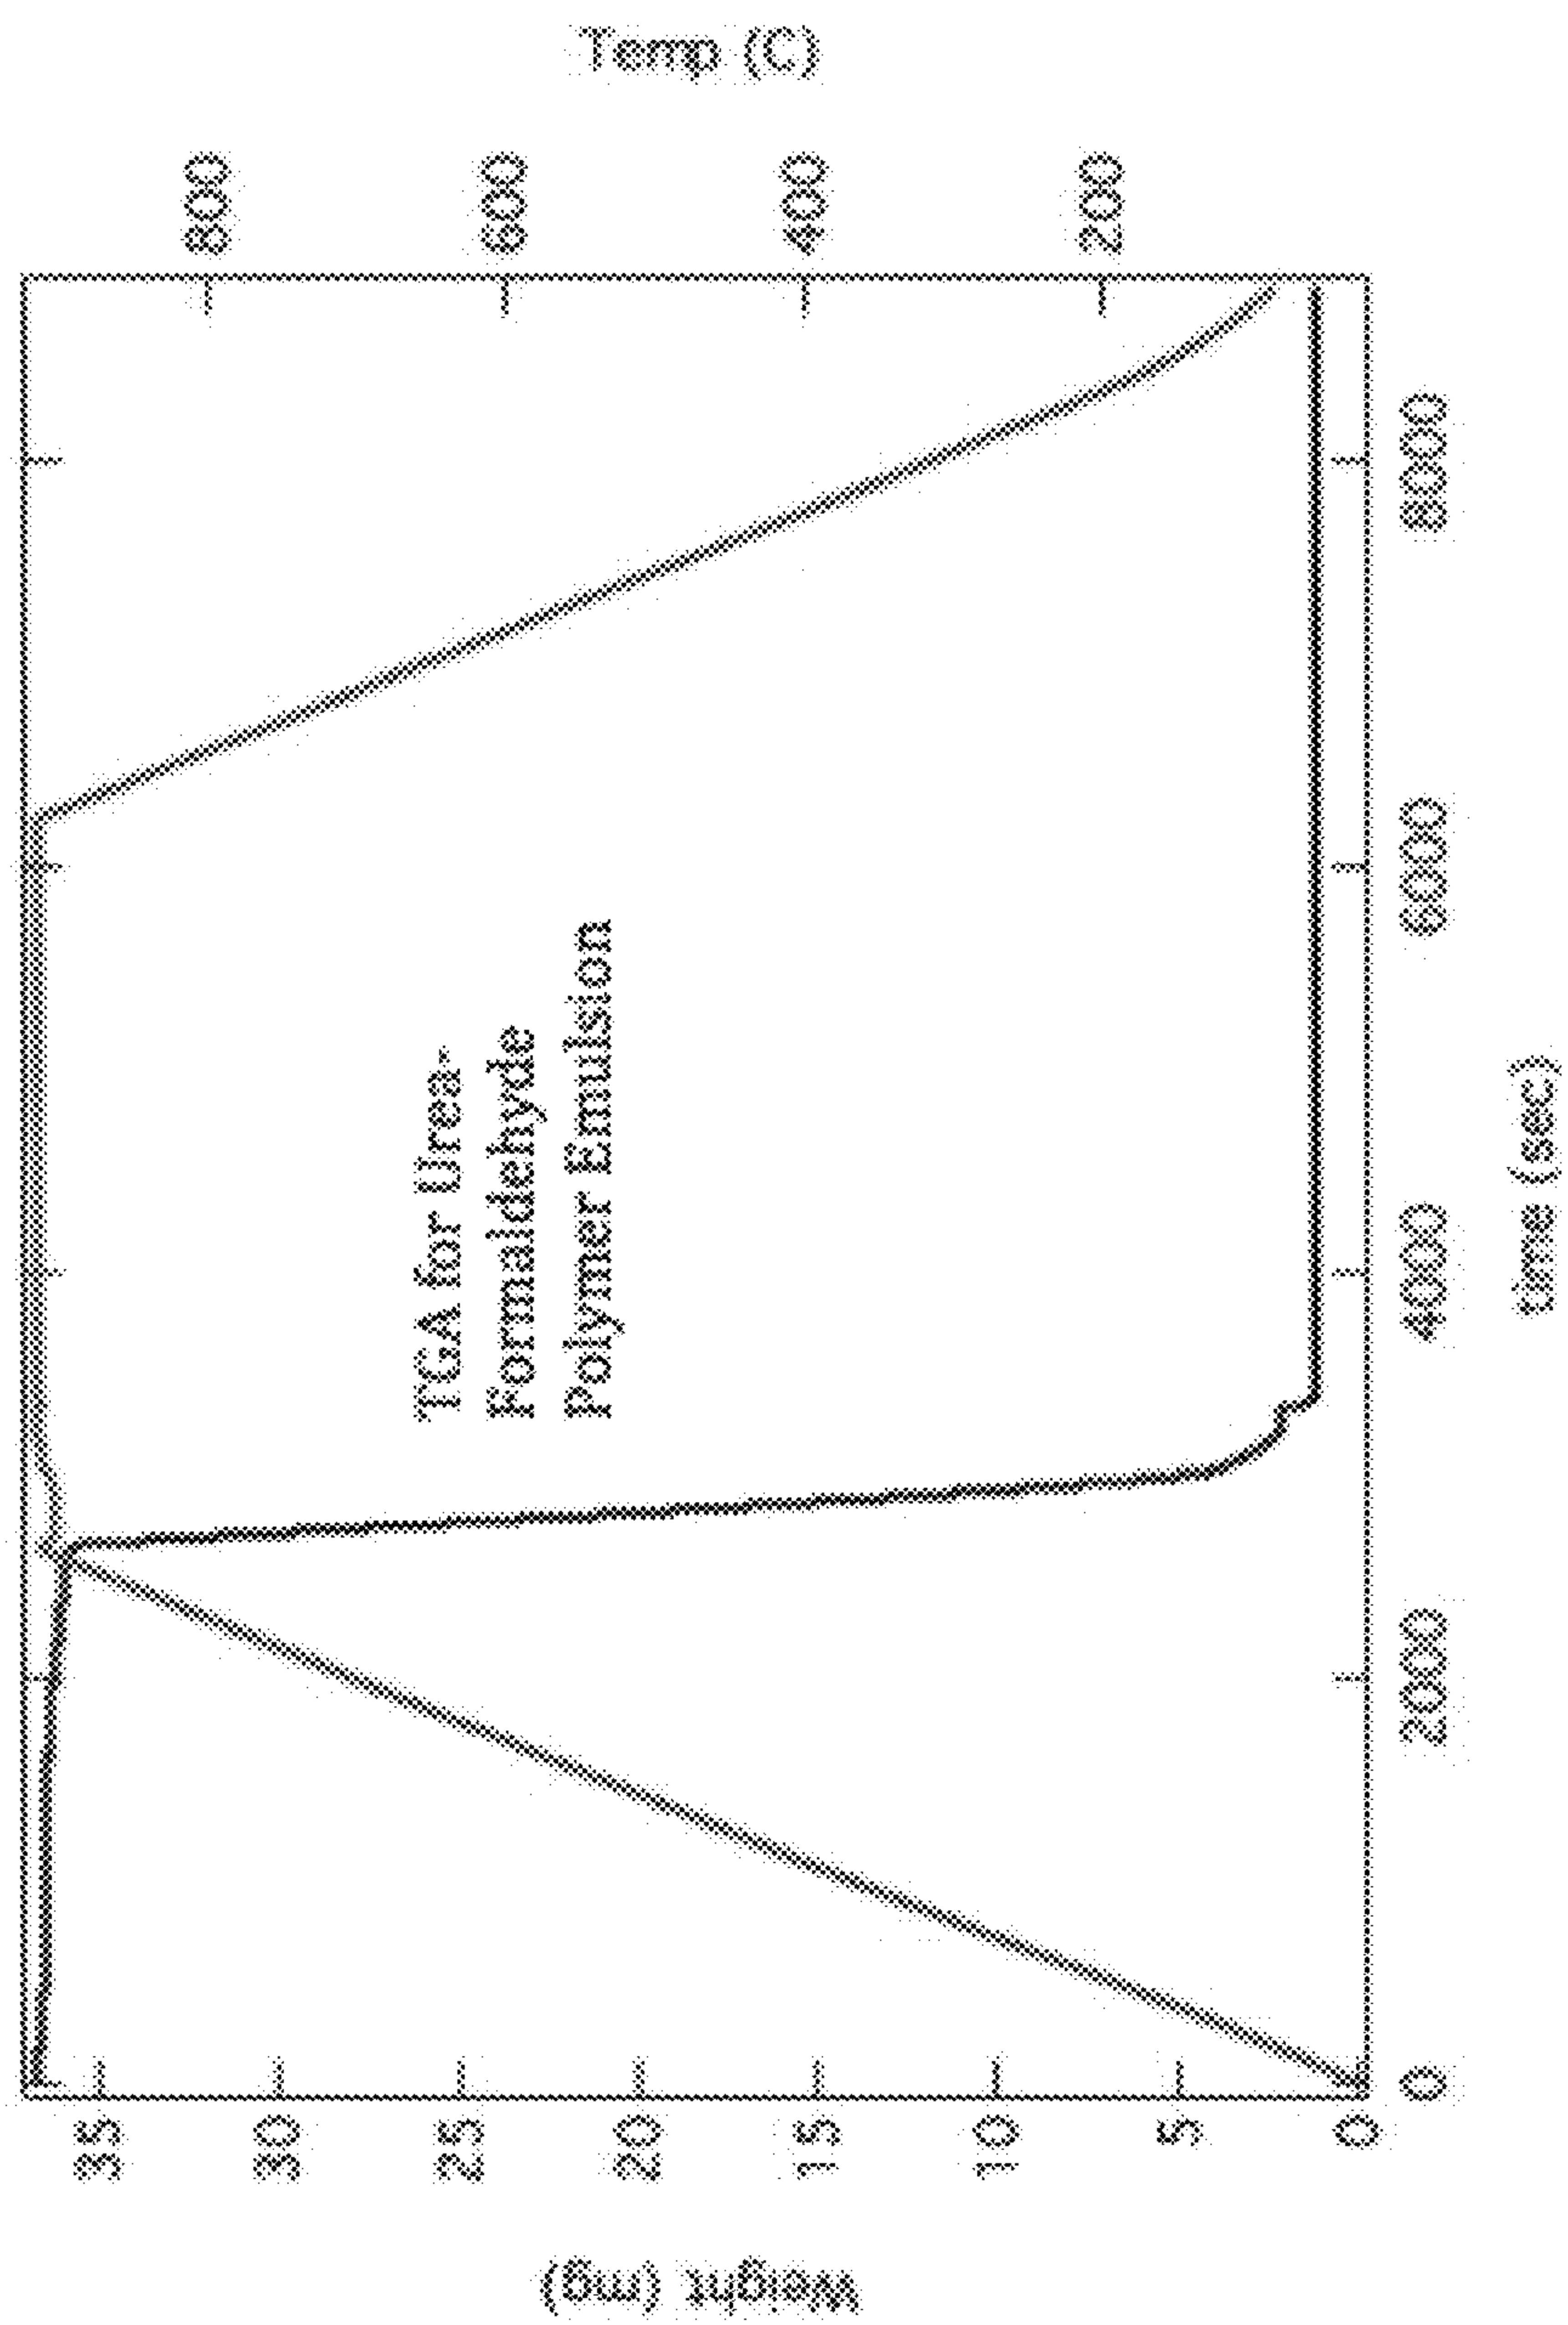 TGA for Urea-
Formaldehyde
Polymer Emulsion
Weight (mg)
35
30
25
20
15
10
5
0
0
2000
4000
6000
8000
time (sec)
800
600
400
200
Temp (C)